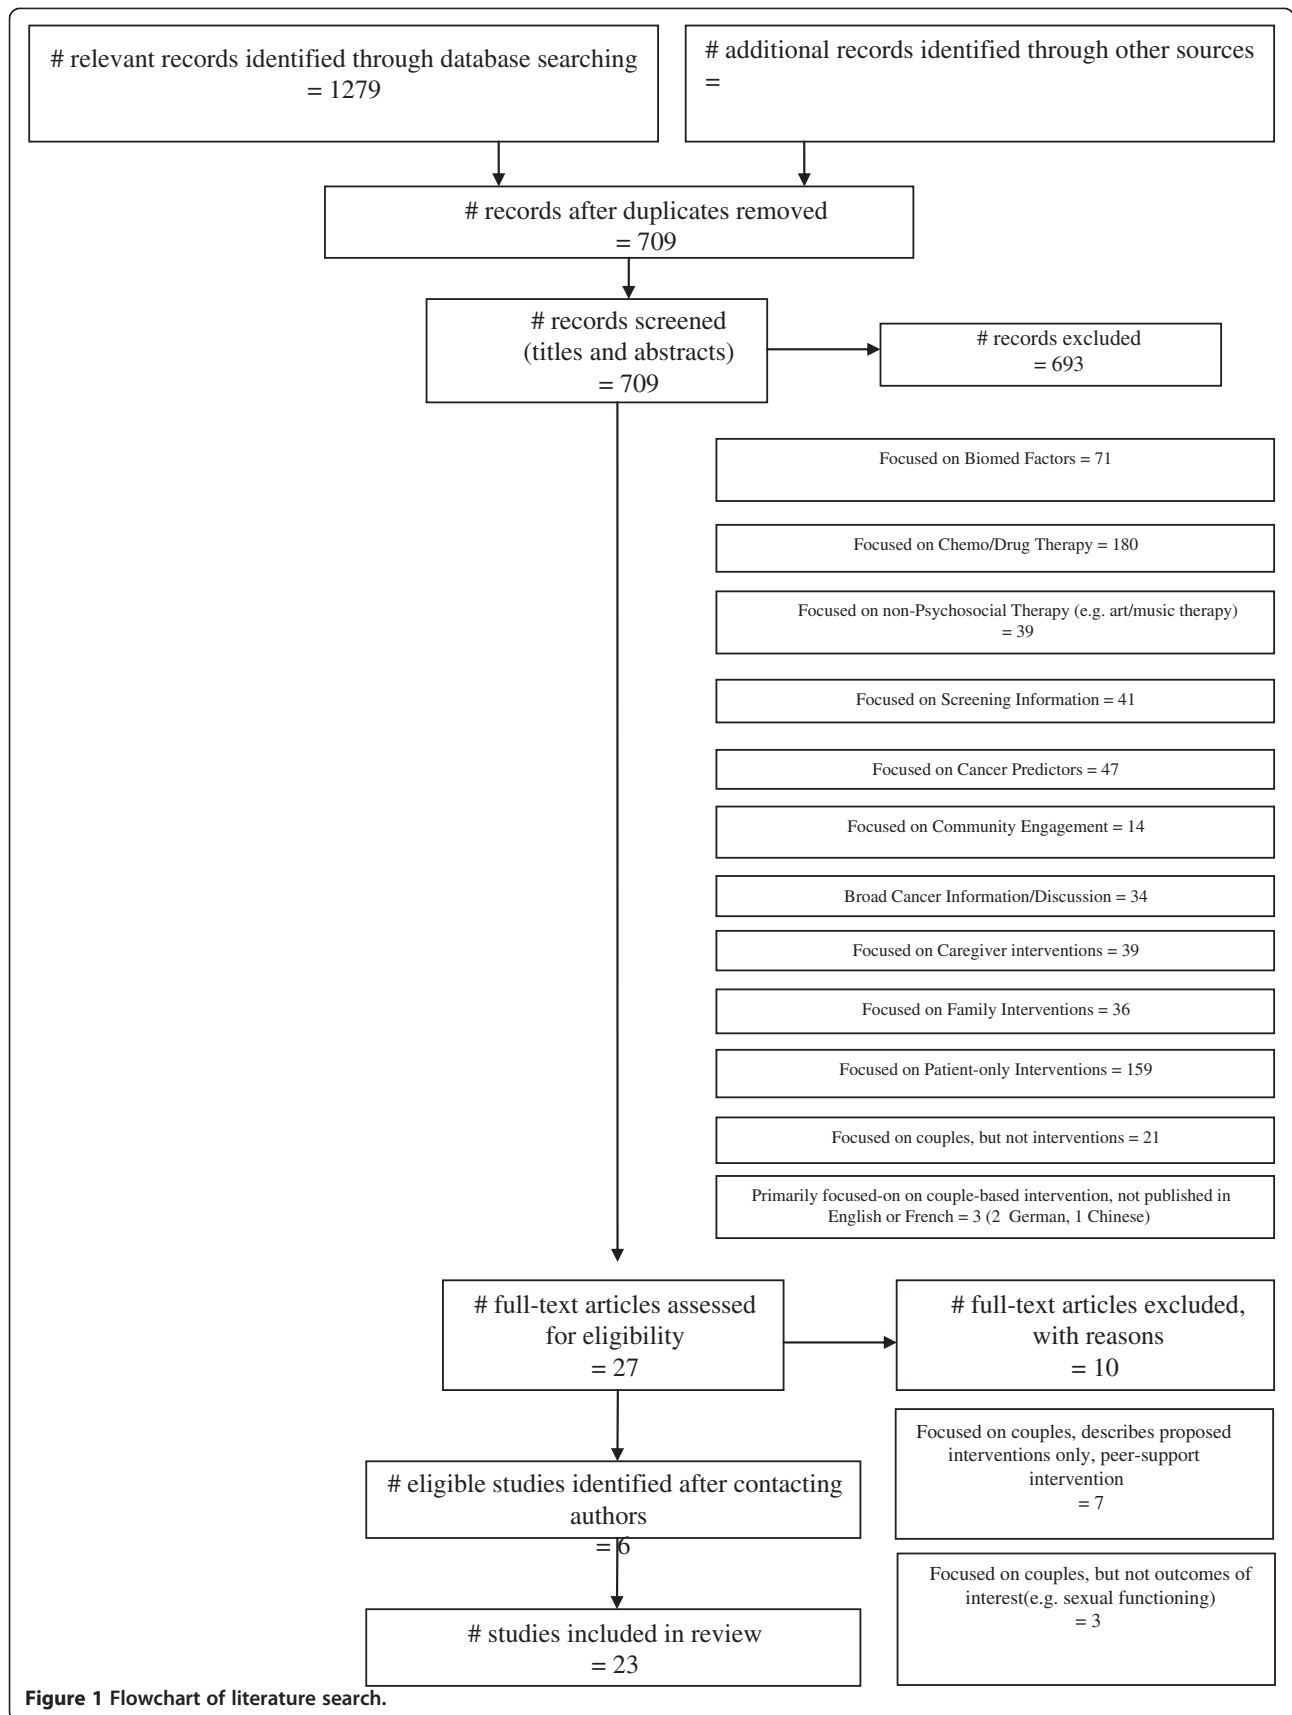 # relevant records identified through database searching
= 1279
# additional records identified through other sources
=
# records after duplicates removed
= 709
# records screened
(titles and abstracts)
= 709
# records excluded
= 693
Focused on Biomed Factors = 71
Focused on Chemo/Drug Therapy = 180
Focused on non-Psychosocial Therapy (e.g. art/music therapy)
= 39
Focused on Screening Information = 41
Focused on Cancer Predictors = 47
Focused on Community Engagement = 14
Broad Cancer Information/Discussion = 34
Focused on Caregiver interventions = 39
Focused on Family Interventions = 36
Focused on Patient-only Interventions = 159
Focused on couples, but not interventions = 21
Primarily focused-on on couple-based intervention, not published in
English or French = 3 (2 German, 1 Chinese)
# full-text articles assessed
for eligibility
= 27
# full-text articles excluded,
with reasons
= 10
Focused on couples, describes proposed
interventions only, peer-support
intervention
= 7
# eligible studies identified after contacting
authors
= 6
Focused on couples, but not outcomes of
interest(e.g. sexual functioning)
= 3
# studies included in review
= 23
Figure 1 Flowchart of literature search.